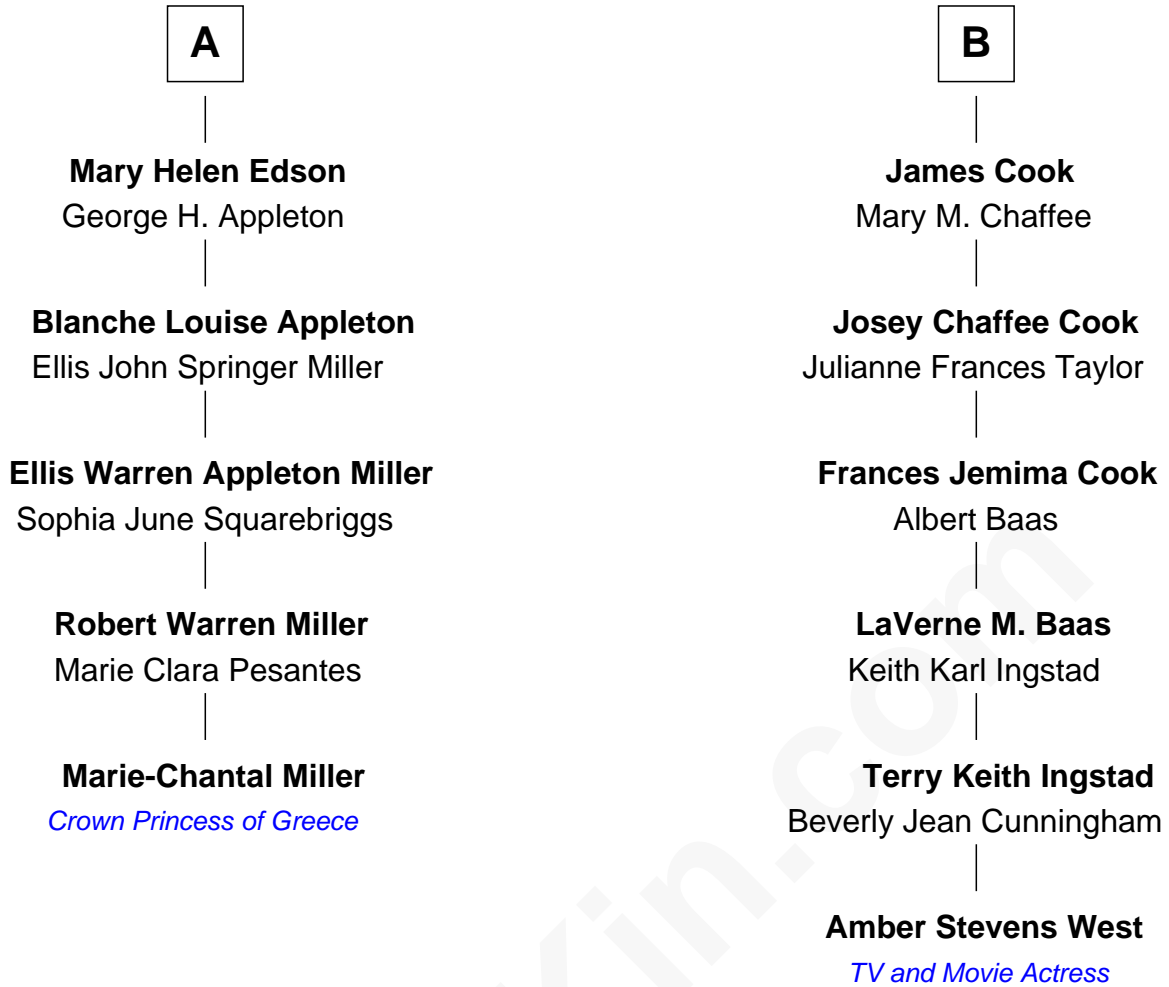 A
Mary Helen Edson
George H. Appleton
Blanche Louise Appleton
Ellis John Springer Miller
Ellis Warren Appleton Miller
Sophia June Squarebriggs
Robert Warren Miller
Marie Clara Pesantes
Marie-Chantal Miller
Crown Princess of Greece
B
James Cook
Mary M. Chaffee
Josey Chaffee Cook
Julianne Frances Taylor
Frances Jemima Cook
Albert Baas
LaVerne M. Baas
Keith Karl Ingstad
Terry Keith Ingstad
Beverly Jean Cunningham
Amber Stevens West
TV and Movie Actress
Kin.com